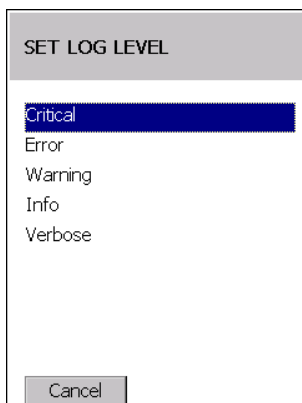 SET LOG LEVEL
Critical
Error
Warning
Info
Verbose
Cancel